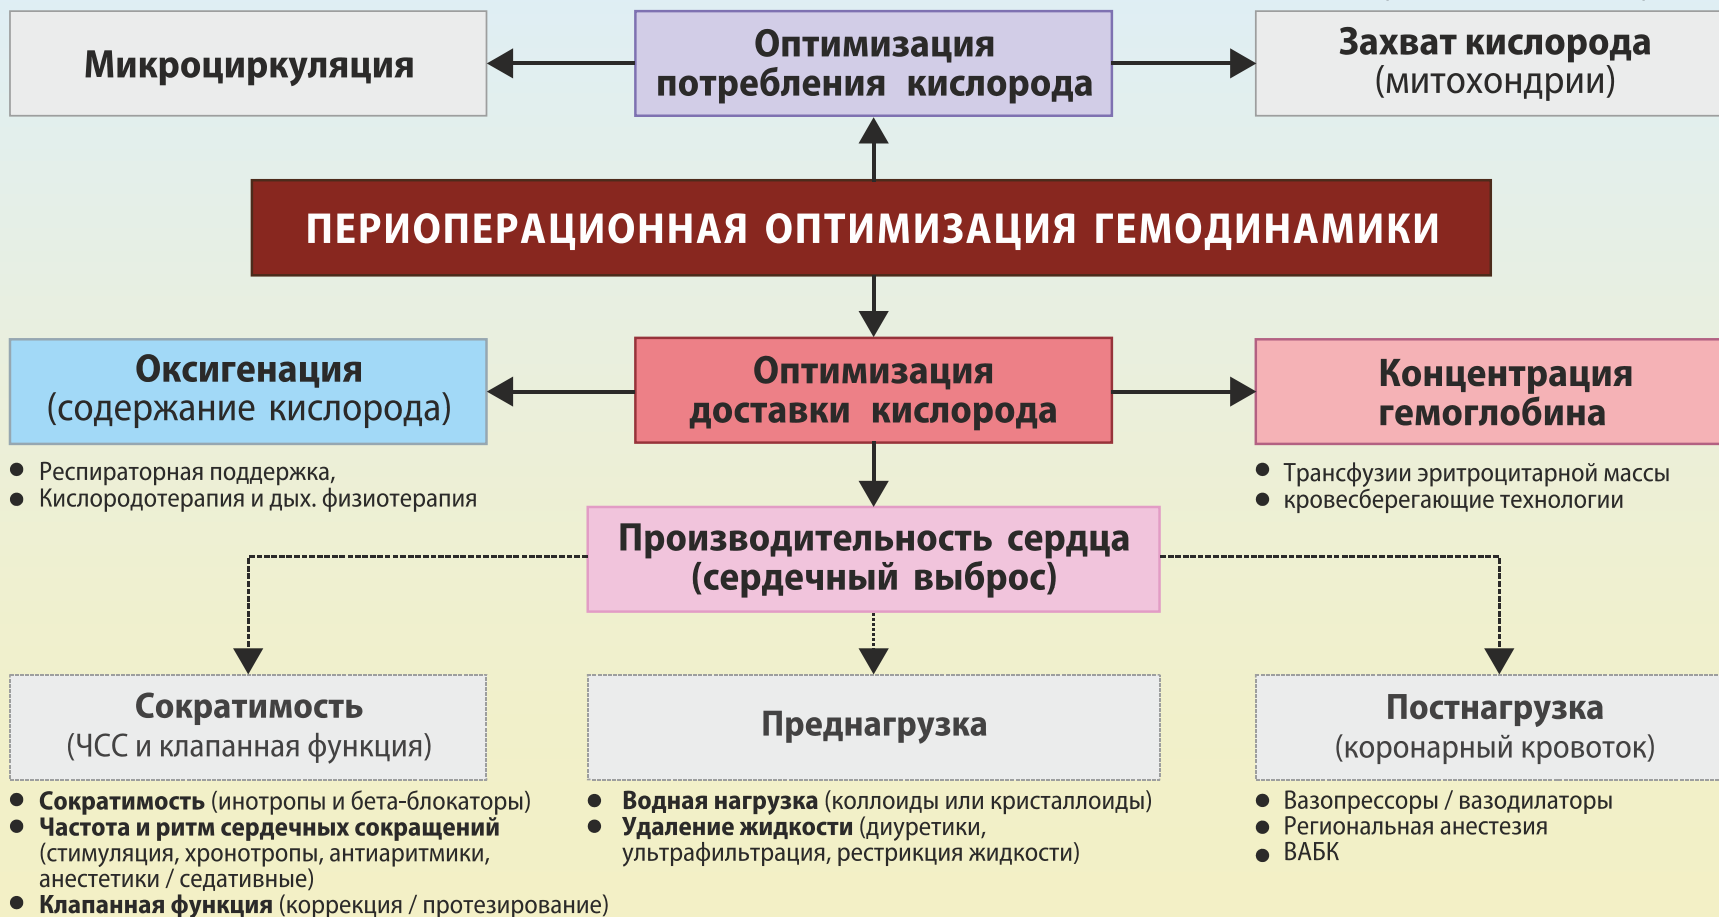 Микроциркуляция
Оптимизация
потребления кислорода
Захват кислорода
(митохондрии)
ПЕРИОПЕРАЦИОННАЯ ОПТИМИЗАЦИЯ ГЕМОДИНАМИКИ
Оксигенация
(содержание кислорода)
Оптимизация
доставки кислорода
Концентрация
гемоглобина
● Респираторная поддержка,
● Кислородотерапия и дых. физиотерапия
● Трансфузии эритроцитарной массы
● кровесберегающие технологии
Производительность сердца
(сердечный выброс)
Сократимость
(ЧСС и клапанная функция)
Преднагрузка
Постнагрузка
(коронарный кровоток)
● Сократимость (инотропы и бета-блокаторы)
● Частота и ритм сердечных сокращений
(стимуляция, хронотропы, антиаритмики,
анестетики / седативные)
● Клапанная функция (коррекция / протезирование)
● Водная нагрузка (коллоиды или кристаллоиды)
● Удаление жидкости (диуретики,
ультрафильтрация, рестрикция жидкости)
● Вазопрессоры / вазодилаторы
● Региональная анестезия
● ВАБК